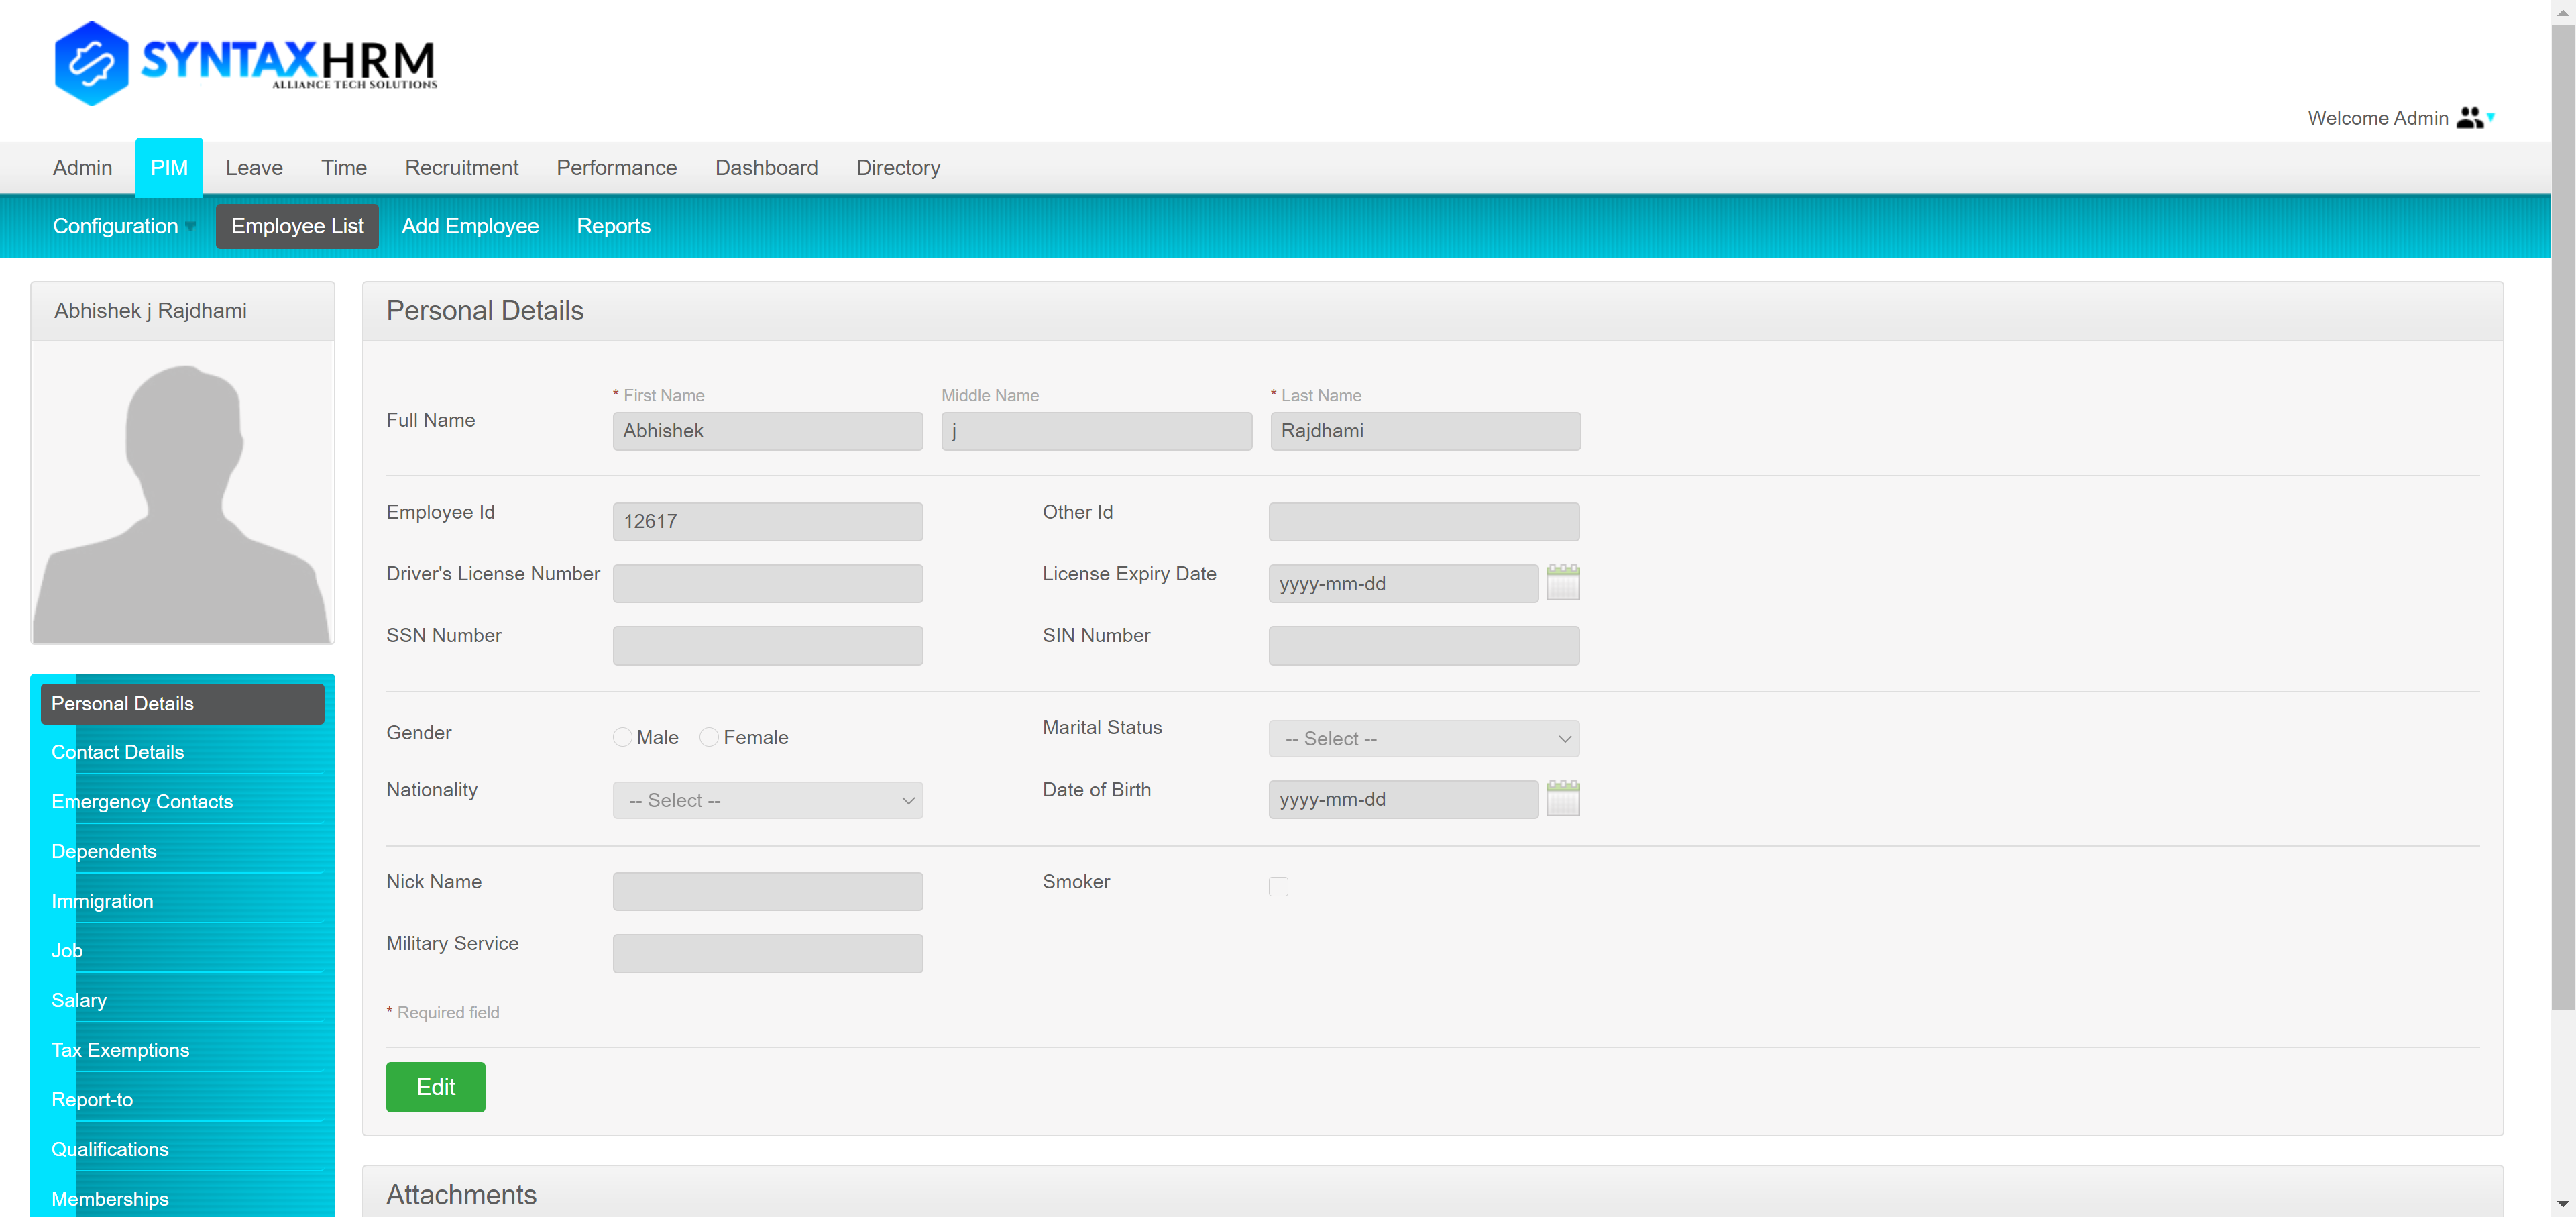 SYNTAXHRM
ALLIANCE TECH SOLUTIONS
Welcome Admin
Admin PIM Leave Time Recruitment Performance Dashboard Directory
Configuration Employee List Add Employee Reports
Abhishek j Rajdhami
Personal Details
Contact Details
Emergency Contacts
Dependents
Immigration
Job
Salary
Tax Exemptions
Report-to
Qualifications
Memberships
Personal Details
* First Name Middle Name * Last Name
Full Name Abhishek j Rajdhami
Employee Id 12617 Other Id
Driver's License Number License Expiry Date yyyy-mm-dd
SSN Number SIN Number
Gender Male Female Marital Status -- Select --
Nationality -- Select -- Date of Birth yyyy-mm-dd
Nick Name Smoker
Military Service
* Required field
Edit
Attachments